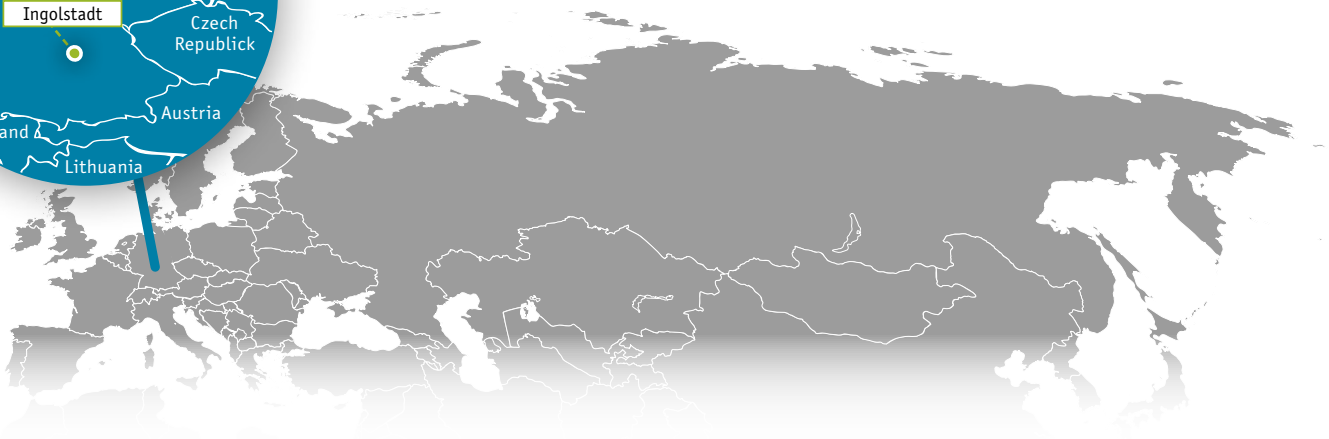 Ingolstadt
Czech
Republick
Austria
and
Lithuania